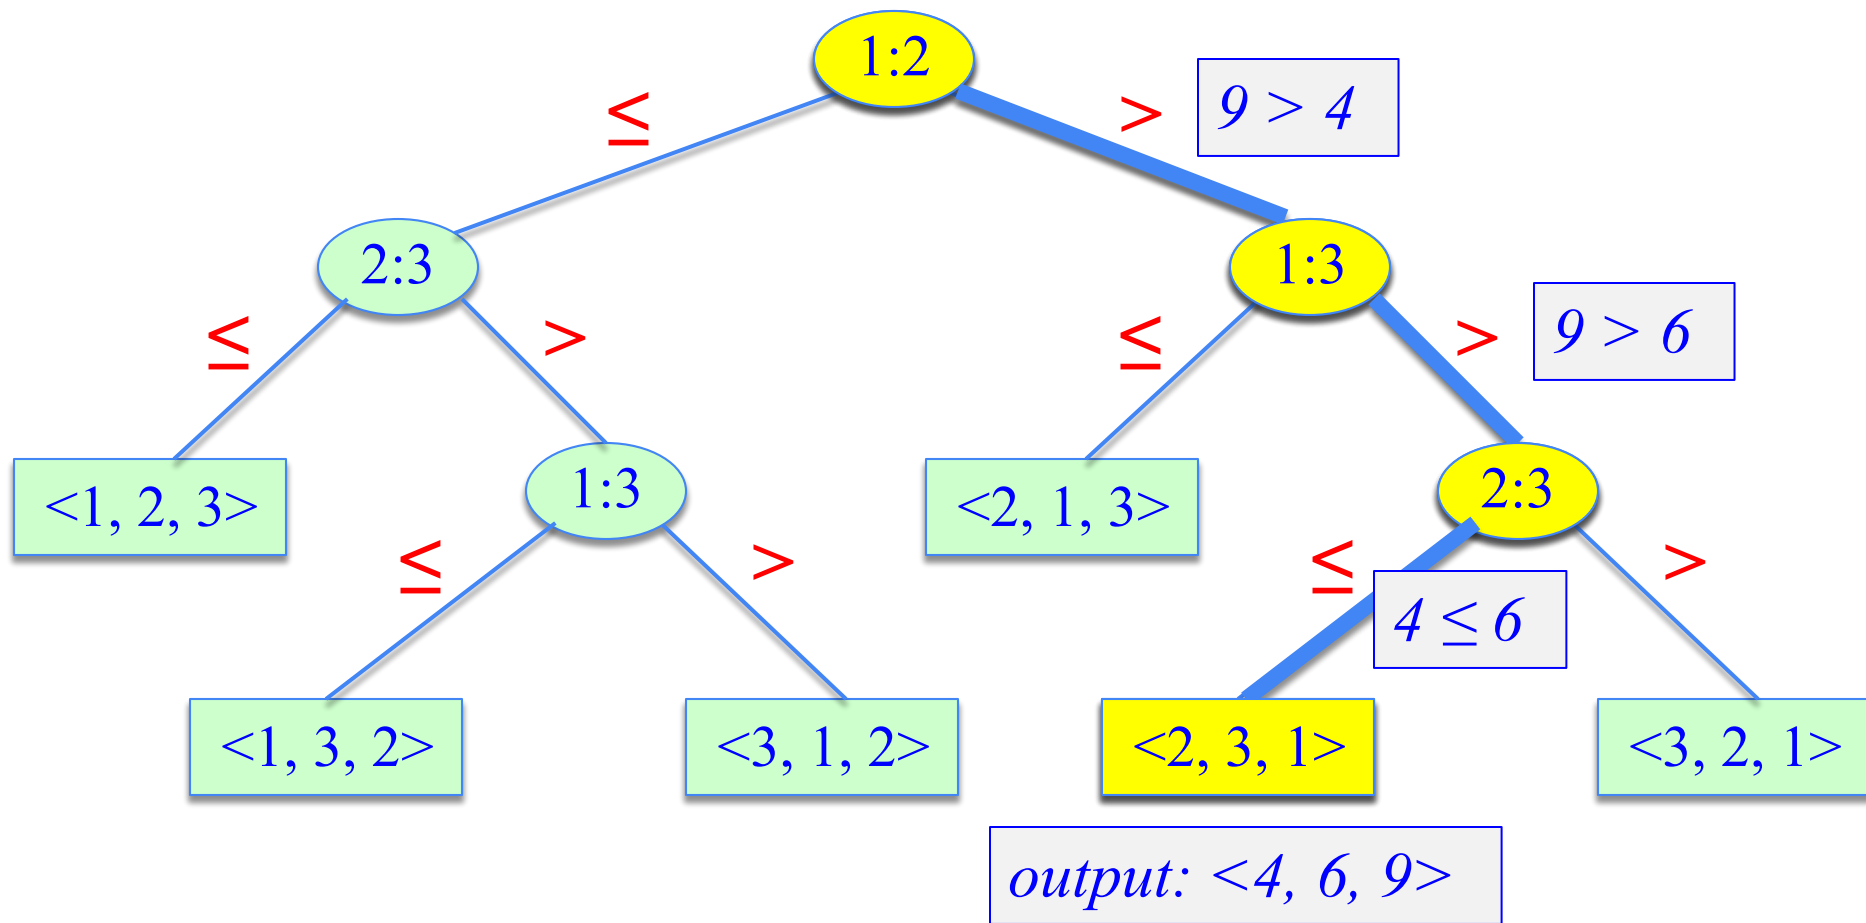 1:2
≤
>
9 > 4
2:3
1:3
≤
>
≤
>
9 > 6
<1, 2, 3>
1:3
<2, 1, 3>
2:3
≤
>
≤
4 ≤ 6
>
<1, 3, 2>
<3, 1, 2>
<2, 3, 1>
<3, 2, 1>
output: <4, 6, 9>